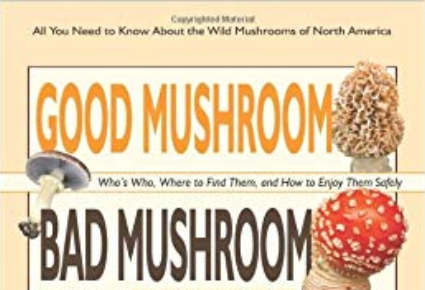 Copyrighted Material
All You Need to Know About the Wild Mushrooms of North America
GOOD MUSHROOM
Who's Who, Where to Find Them, and How to Enjoy Them Safely
BAD MUSHROOM